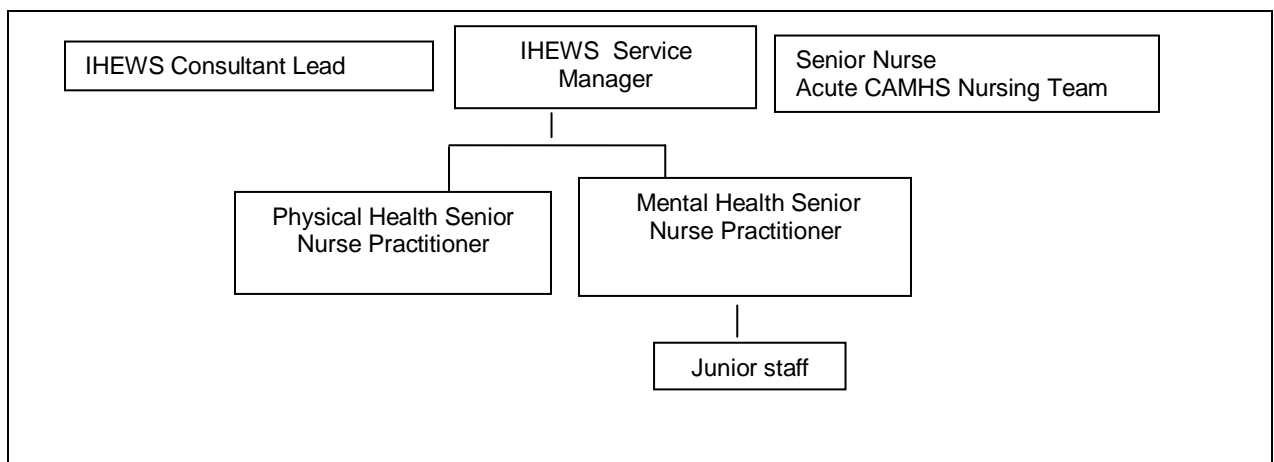 IHEWS Consultant Lead
IHEWS Service
Manager
Senior Nurse
Acute CAMHS Nursing Team
Physical Health Senior
Nurse Practitioner
Mental Health Senior
Nurse Practitioner
Junior staff